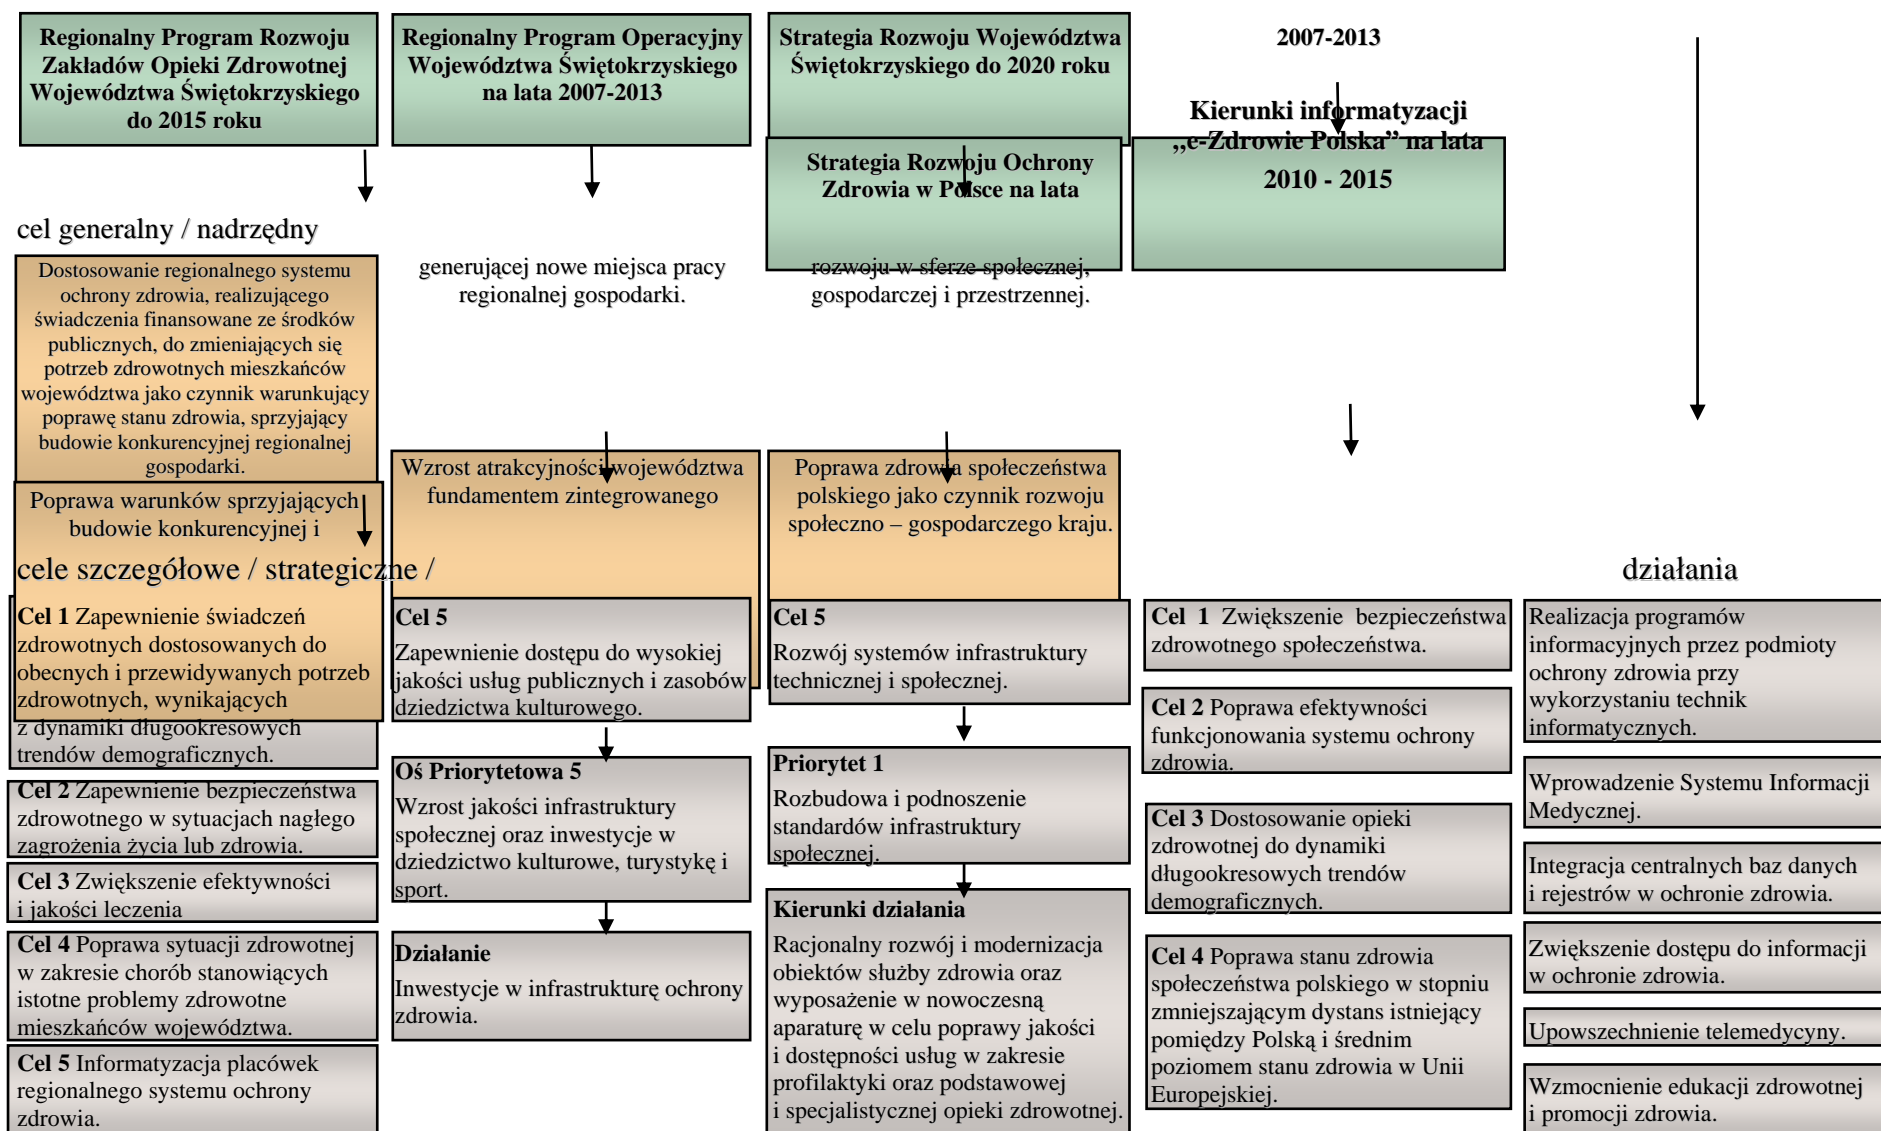 Regionalny Program Rozwoju
Zakładów Opieki Zdrowotnej
Województwa Świętokrzyskiego
do 2015 roku
Regionalny Program Operacyjny
Województwa Świętokrzyskiego
na lata 2007-2013
Strategia Rozwoju Województwa
Świętokrzyskiego do 2020 roku
Strategia Rozwoju Ochrony
Zdrowia w Polsce na lata
2007-2013
Kierunki informatyzacji
„e-Zdrowie Polska” na lata
2010 - 2015
cel generalny / nadrzędny
Dostosowanie regionalnego systemu
ochrony zdrowia, realizującego
świadczenia finansowane ze środków
publicznych, do zmieniających się
potrzeb zdrowotnych mieszkańców
województwa jako czynnik warunkujący
poprawę stanu zdrowia, sprzyjający
budowie konkurencyjnej regionalnej
gospodarki.
Poprawa warunków sprzyjających
budowie konkurencyjnej i
generującej nowe miejsca pracy
regionalnej gospodarki.
Wzrost atrakcyjności województwa
fundamentem zintegrowanego
rozwoju w sferze społecznej,
gospodarczej i przestrzennej.
Poprawa zdrowia społeczeństwa
polskiego jako czynnik rozwoju
społeczno – gospodarczego kraju.
cele szczegółowe / strategiczne /
działania
Cel 1 Zapewnienie świadczeń
zdrowotnych dostosowanych do
obecnych i przewidywanych potrzeb
zdrowotnych, wynikających
z dynamiki długookresowych
trendów demograficznych.
Cel 2 Zapewnienie bezpieczeństwa
zdrowotnego w sytuacjach nagłego
zagrożenia życia lub zdrowia.
Cel 3 Zwiększenie efektywności
i jakości leczenia
Cel 4 Poprawa sytuacji zdrowotnej
w zakresie chorób stanowiących
istotne problemy zdrowotne
mieszkańców województwa.
Cel 5 Informatyzacja placówek
regionalnego systemu ochrony
zdrowia.
Cel 5
Zapewnienie dostępu do wysokiej
jakości usług publicznych i zasobów
dziedzictwa kulturowego.
Oś Priorytetowa 5
Wzrost jakości infrastruktury
społecznej oraz inwestycje w
dziedzictwo kulturowe, turystykę i
sport.
Działanie
Inwestycje w infrastrukturę ochrony
zdrowia.
Cel 5
Rozwój systemów infrastruktury
technicznej i społecznej.
Priorytet 1
Rozbudowa i podnoszenie
standardów infrastruktury
społecznej.
Kierunki działania
Racjonalny rozwój i modernizacja
obiektów służby zdrowia oraz
wyposażenie w nowoczesną
aparaturę w celu poprawy jakości
i dostępności usług w zakresie
profilaktyki oraz podstawowej
i specjalistycznej opieki zdrowotnej.
Cel 1 Zwiększenie bezpieczeństwa
zdrowotnego społeczeństwa.
Cel 2 Poprawa efektywności
funkcjonowania systemu ochrony
zdrowia.
Cel 3 Dostosowanie opieki
zdrowotnej do dynamiki
długookresowych trendów
demograficznych.
Cel 4 Poprawa stanu zdrowia
społeczeństwa polskiego w stopniu
zmniejszającym dystans istniejący
pomiędzy Polską i średnim
poziomem stanu zdrowia w Unii
Europejskiej.
Realizacja programów
informacyjnych przez podmioty
ochrony zdrowia przy
wykorzystaniu technik
informatycznych.
Wprowadzenie Systemu Informacji
Medycznej.
Integracja centralnych baz danych
i rejestrów w ochronie zdrowia.
Zwiększenie dostępu do informacji
w ochronie zdrowia.
Upowszechnienie telemedycyny.
Wzmocnienie edukacji zdrowotnej
i promocji zdrowia.